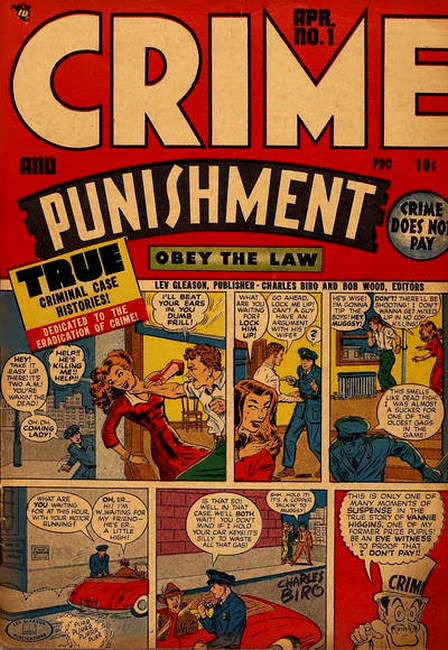 APR.
NO.1
CRIME
AND
PDC
10¢
PUNISHMENT
CRIME
DOES NOT
PAY
OBEY THE LAW
TRUE
CRIMINAL CASE
HISTORIES!
DEDICATED TO THE
ERADICATION OF CRIME!
LEV GLEASON, PUBLISHER - CHARLES BIRO AND BOB WOOD, EDITORS
HEY!
TAKE IT
EASY UP
THERE! IT'S
TWO A.M.!
YOU'RE
WAKIN' THE
DEAD!
HELP!!
HE'S
KILLING
ME!!
HELP!!
OH, OH,
COMING
LADY!
I'LL BEAT
YOUR EARS
IN YOU
DUMB
FRILL!
WHAT
ARE YOU
WAITING
FOR?
LOCK
HIM
UP!
GO AHEAD,
LOCK ME UP!
CAN'T A GUY
HAVE AN
ARGUMENT
WITH HIS
WIFE?
?
HE'S WISE!
I'M GONNA
TIP THE
BOYS! HEY,
MUGGSY!
DON'T! THERE'LL BE
SHOOTING! I DON'T
WANNA GET MIXED
UP IN NO COP
KILLING!
THIS SMELLS
LIKE DEAD FISH!
I WAS ALMOST
A SUCKER FOR
ONE OF THE
OLDEST GAGS
IN THE
GAME!
WHAT
ARE YOU
WAITING FOR
AT THIS HOUR,
WITH YOUR
MOTOR
RUNNING?
OH, ER--
HI! I'M
W-WAITING FOR
MY FRIEND--
HE'S ER..
A LITTLE
HIGH!
PURR
PURR
PURRR
PURR
IS THAT SO!
WELL, IN THAT
CASE WE'LL BOTH
WAIT! YOU DON'T
MIND IF I HOLD
YOUR CAR KEYS! IT'S
SILLY TO WASTE
ALL THAT GAS!
SHH.. HOLD IT!
IT'S A COPPER
TALKIN' TO
MUGGSY!
CHARLES
BIRO
THIS IS ONLY ONE
OF MANY
MOMENTS OF
SUSPENSE IN THE
TRUE STORY OF VANNIE
HIGGINS, ONE OF MY
FORMER PRIZE PUPILS!
BE AN EYE WITNESS
TO PROOF THAT
I DON'T PAY!!
CRIME
LEV GLEASON
PUBLICATIONS